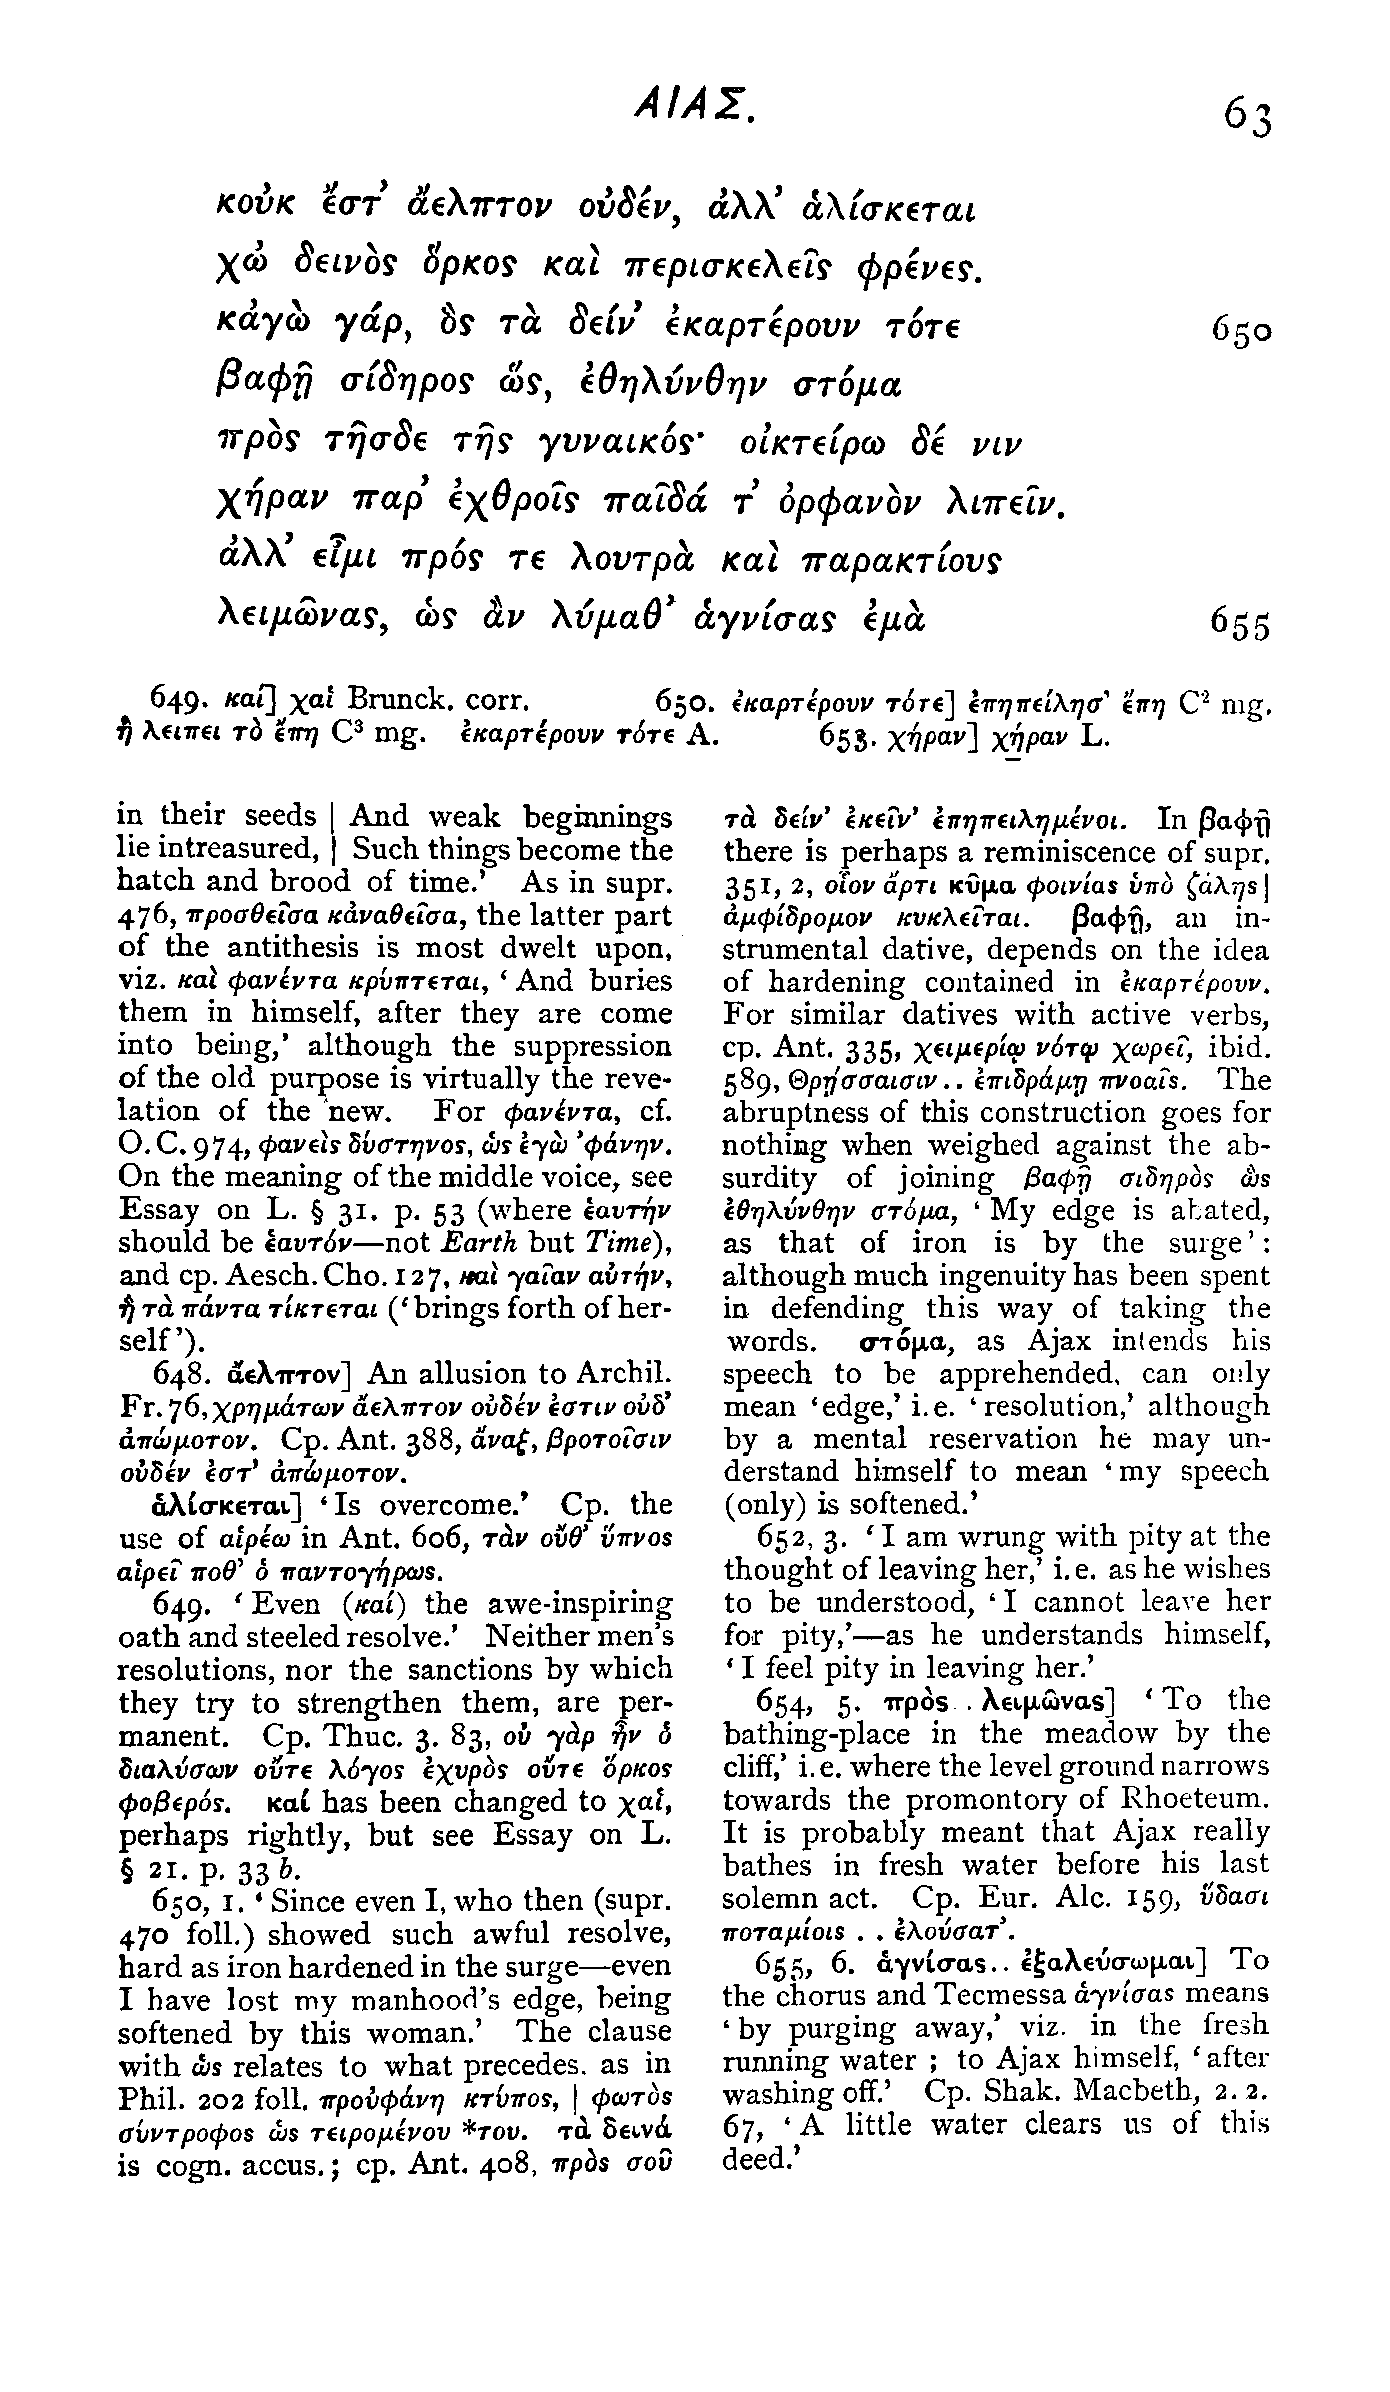 ΑΙΑΣ.
63
κοὐκ ἔστ’ ἄελπτον οὐδέν, ἀλλ’ ἁλίσκεται
χὠ δεινὸς ὅρκος καὶ περισκελεῖς φρένες.
κἀγὼ γάρ, ὃς τὰ δείν’ ἐκαρτέρουν τότε 650
βαφῇ σίδηρος ὥς, ἐθηλύνθην στόμα
πρὸς τῆσδε τῆς γυναικός· οἰκτείρω δέ νιν
χήραν παρ’ ἐχθροῖς παῖδά τ’ ὀρφανὸν λιπεῖν.
ἀλλ’ εἶμι πρός τε λουτρὰ καὶ παρακτίους
λειμῶνας, ὡς ἂν λύμαθ’ ἁγνίσας ἐμὰ 655
649. καί] χαἱ Brunck. corr. 650. ἐκαρτέρουν τότε] ἐπηπείλησ’ ἔπη C² mg.
ἢ λειπει τὸ ἔπη C³ mg. ἐκαρτέρουν τότε A. 653. χήραν] χήραν L.
in their seeds | And weak beginnings
lie intreasured, | Such things become the
hatch and brood of time.’ As in supr.
476, προσθεῖσα κἀναθεῖσα, the latter part
of the antithesis is most dwelt upon,
viz. καὶ φανέντα κρύπτεται, ‘And buries
them in himself, after they are come
into being,’ although the suppression
of the old purpose is virtually the reve-
lation of the new. For φανέντα, cf.
O. C. 974, φανεὶς δύστηνος, ὡς ἐγὼ ’φάνην.
On the meaning of the middle voice, see
Essay on L. § 31. p. 53 (where ἑαυτήν
should be ἑαυτόν—not Earth but Time),
and cp. Aesch. Cho. 127, καὶ γαῖαν αὐτήν,
ἣ τὰ πάντα τίκτεται (‘brings forth of her-
self’).
648. ἄελπτον] An allusion to Archil.
Fr. 76, χρημάτων ἄελπτον οὐδέν ἐστιν οὐδ’
ἀπώμοτον. Cp. Ant. 388, ἄναξ, βροτοῖσιν
οὐδέν ἐστ’ ἀπώμοτον.
ἁλίσκεται] ‘Is overcome.’ Cp. the
use of αἱρέω in Ant. 606, τὰν οὔθ’ ὕπνος
αἱρεῖ ποθ’ ὁ παντογήρως.
649. ‘Even (καί) the awe-inspiring
oath and steeled resolve.’ Neither men’s
resolutions, nor the sanctions by which
they try to strengthen them, are per-
manent. Cp. Thuc. 3. 83, οὐ γὰρ ἦν ὁ
διαλύσων οὔτε λόγος ἐχυρὸς οὔτε ὅρκος
φοβερός. καί has been changed to χαἱ,
perhaps rightly, but see Essay on L.
§ 21. p. 33 b.
650, 1. ‘Since even I, who then (supr.
470 foll.) showed such awful resolve,
hard as iron hardened in the surge—even
I have lost my manhood’s edge, being
softened by this woman.’ The clause
with ὡς relates to what precedes. as in
Phil. 202 foll. προὐφάνη κτύπος, | φωτὸς
σύντροφος ὡς τειρομένου *του. τὰ δεινά
is cogn. accus.; cp. Ant. 408, πρὸς σοῦ
τὰ δείν’ ἐκεῖν’ ἐπηπειλημένοι. In βαφῇ
there is perhaps a reminiscence of supr.
351, 2, οἷον ἄρτι κῦμα φοινίας ὑπὸ ζάλης |
ἀμφίδρομον κυκλεῖται. βαφῇ, an in-
strumental dative, depends on the idea
of hardening contained in ἐκαρτέρουν.
For similar datives with active verbs,
cp. Ant. 335, χειμερίῳ νότῳ χωρεῖ, ibid.
589, Θρῄσσαισιν . . ἐπιδράμῃ πνοαῖς. The
abruptness of this construction goes for
nothing when weighed against the ab-
surdity of joining βαφῇ σιδηρὸς ὣς
ἐθηλύνθην στόμα, ‘My edge is abated,
as that of iron is by the surge’:
although much ingenuity has been spent
in defending this way of taking the
words. στόμα, as Ajax intends his
speech to be apprehended, can only
mean ‘edge,’ i. e. ‘resolution,’ although
by a mental reservation he may un-
derstand himself to mean ‘my speech
(only) is softened.’
652, 3. ‘I am wrung with pity at the
thought of leaving her,’ i. e. as he wishes
to be understood, ‘I cannot leave her
for pity,’—as he understands himself,
‘I feel pity in leaving her.’
654, 5. πρὸς . . λειμῶνας] ‘To the
bathing-place in the meadow by the
cliff,’ i. e. where the level ground narrows
towards the promontory of Rhoeteum.
It is probably meant that Ajax really
bathes in fresh water before his last
solemn act. Cp. Eur. Alc. 159, ὕδασι
ποταμίοις . . ἐλούσατ’.
655, 6. ἁγνίσας . . ἐξαλεύσωμαι] To
the chorus and Tecmessa ἁγνίσας means
‘by purging away,’ viz. in the fresh
running water ; to Ajax himself, ‘after
washing off.’ Cp. Shak. Macbeth, 2. 2.
67, ‘A little water clears us of this
deed.’